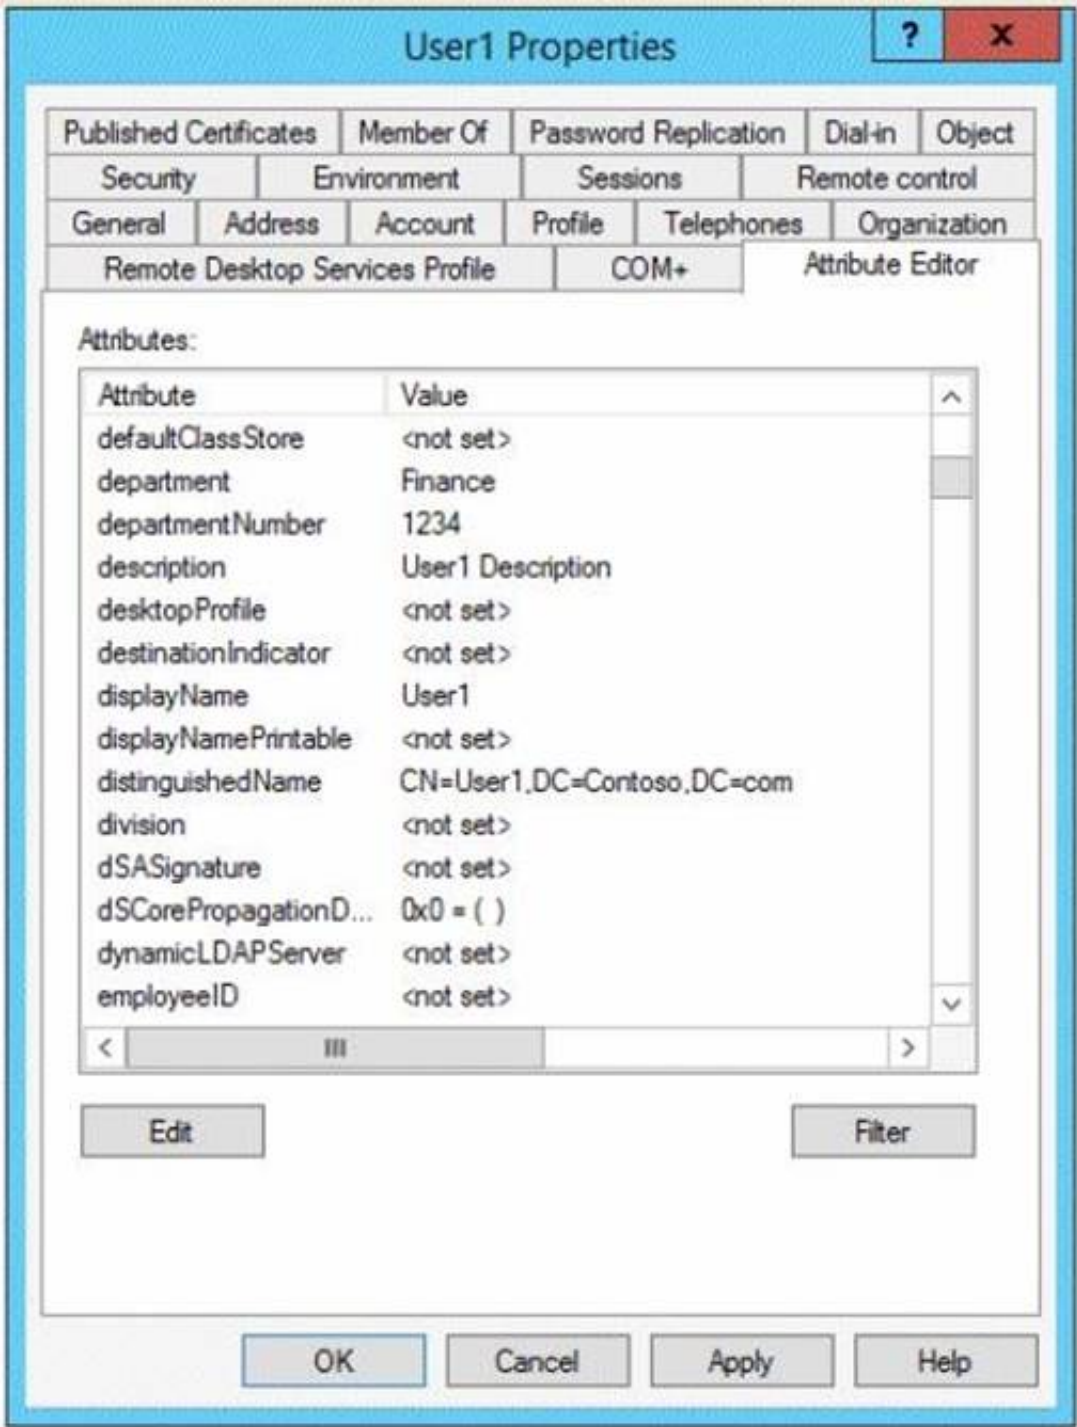 User1 Properties
?
x
Published Certificates Member Of Password Replication Dial-in Object
Security Environment Sessions Remote control
General Address Account Profile Telephones Organization
Remote Desktop Services Profile COM+ Attribute Editor
Attributes:
Attribute Value
defaultClassStore <not set>
department Finance
departmentNumber 1234
description User1 Description
desktopProfile <not set>
destinationIndicator <not set>
displayName User1
displayNamePrintable <not set>
distinguishedName CN=User1,DC=Contoso,DC=com
division <not set>
dSASignature <not set>
dSCorePropagationD... 0x0 = ( )
dynamicLDAPServer <not set>
employeeID <not set>
Edit Filter
OK Cancel Apply Help